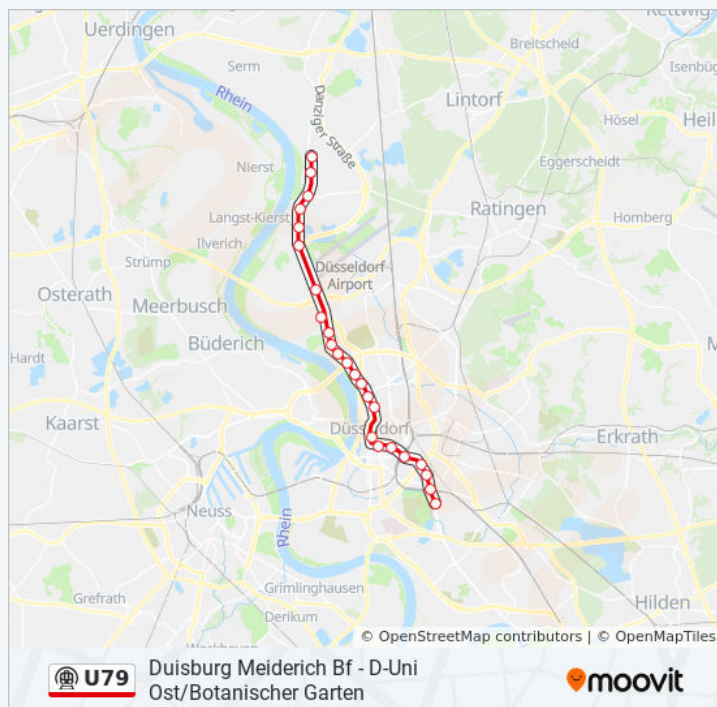 Uerdingen
Kettwig
Breitscheid
Serm
Isenbüg
Rhein
Lintorf
Danziger Straße
Hösel
Heil
Nierst
Eggerscheidt
Langst-Kierst
Ratingen
Homberg
Ilverich
Strümp
Düsseldorf
Airport
Osterath
Meerbusch
Büderich
Hardt
M
Kaarst
Düsseldorf
Erkrath
Neuss
Rhein
Grimlinghausen
Grefrath
Derikum
Hilden
© OpenStreetMap contributors | © OpenMapTiles
U79
Duisburg Meiderich Bf - D-Uni
Ost/Botanischer Garten
moovit